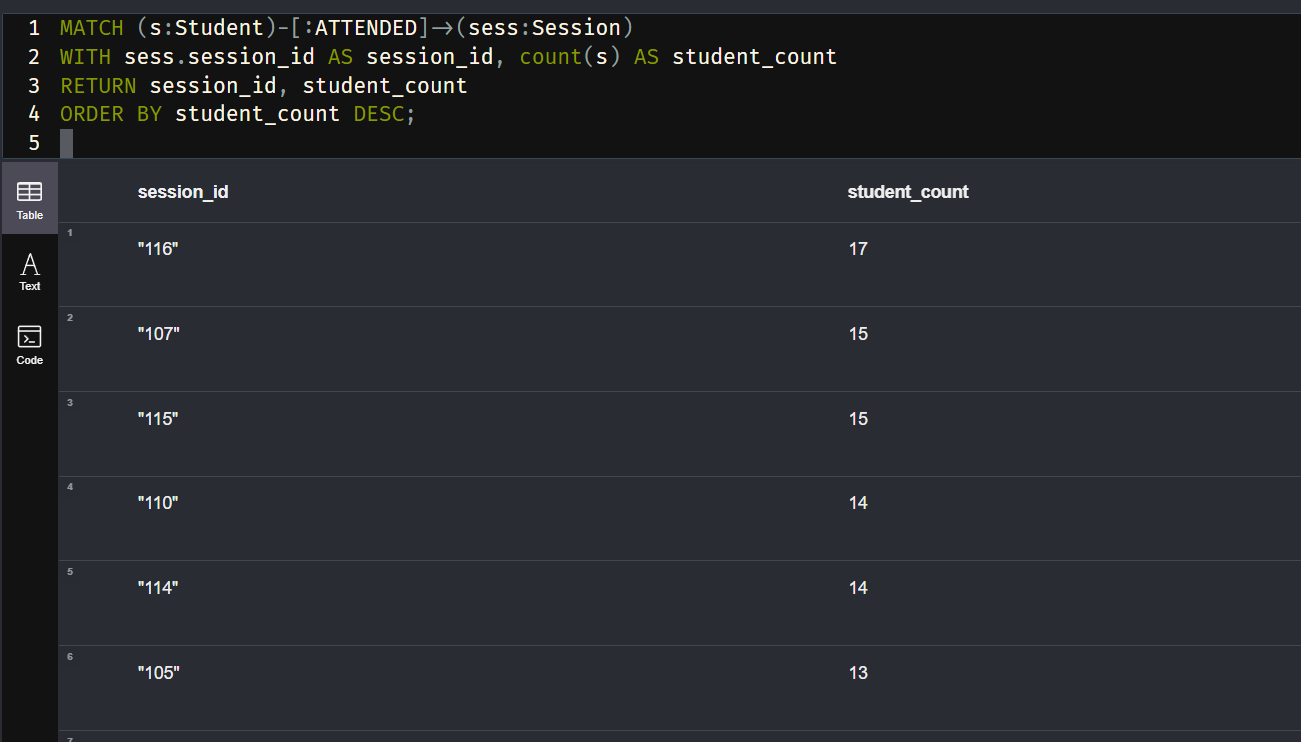 1 MATCH (s:Student)-[:ATTENDED]->(sess:Session)
2 WITH sess.session_id AS session_id, count(s) AS student_count
3 RETURN session_id, student_count
4 ORDER BY student_count DESC;
5
Table
Text
Code
session_id student_count
1 "116" 17
2 "107" 15
3 "115" 15
4 "110" 14
5 "114" 14
6 "105" 13
7